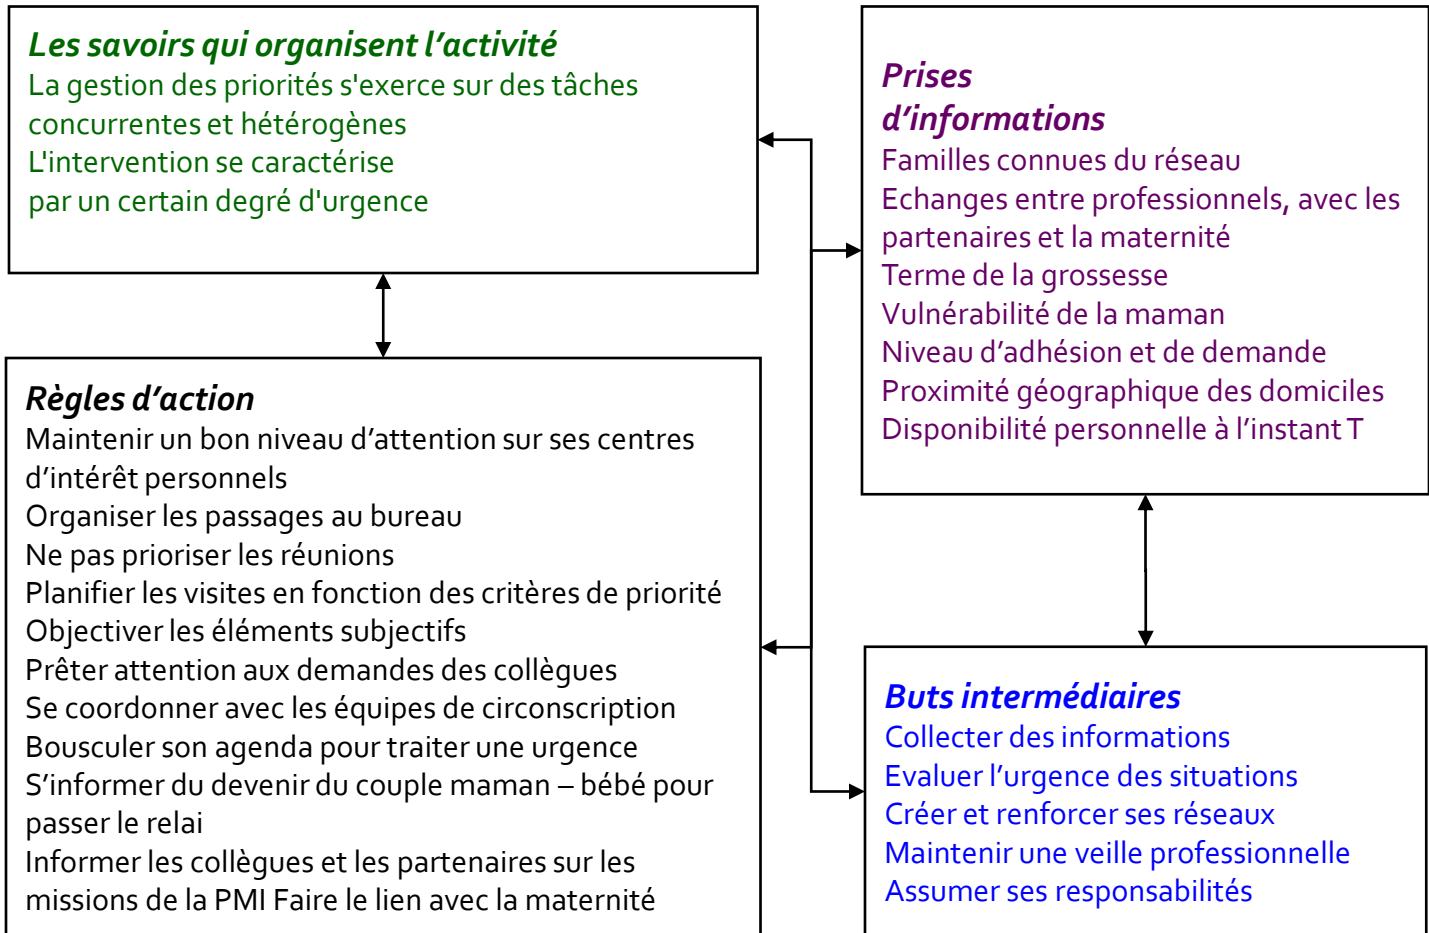 Les savoirs qui organisent l’activité
La gestion des priorités s'exerce sur des tâches
concurrentes et hétérogènes
L'intervention se caractérise
par un certain degré d'urgence
Prises
d’informations
Familles connues du réseau
Echanges entre professionnels, avec les
partenaires et la maternité
Terme de la grossesse
Vulnérabilité de la maman
Niveau d’adhésion et de demande
Proximité géographique des domiciles
Disponibilité personnelle à l’instant T
Règles d’action
Maintenir un bon niveau d’attention sur ses centres
d’intérêt personnels
Organiser les passages au bureau
Ne pas prioriser les réunions
Planifier les visites en fonction des critères de priorité
Objectiver les éléments subjectifs
Prêter attention aux demandes des collègues
Se coordonner avec les équipes de circonscription
Bousculer son agenda pour traiter une urgence
S’informer du devenir du couple maman – bébé pour
passer le relai
Informer les collègues et les partenaires sur les
missions de la PMI Faire le lien avec la maternité
Buts intermédiaires
Collecter des informations
Evaluer l’urgence des situations
Créer et renforcer ses réseaux
Maintenir une veille professionnelle
Assumer ses responsabilités